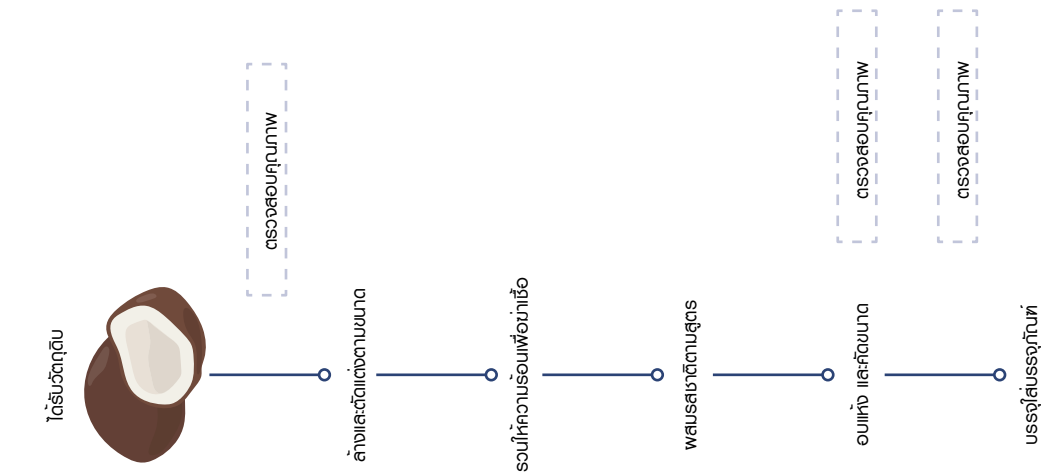 ได้รับวัตถุดิบ
ตรวจสอบคุณภาพ
ล้างและตัดแต่งตามขนาด
รวนให้ความร้อนเพื่อฆ่าเชื้อ
ผสมรสชาติตามสูตร
ตรวจสอบคุณภาพ
อบแห้ง และคัดขนาด
ตรวจสอบคุณภาพ
บรรจุใส่บรรจุภัณฑ์